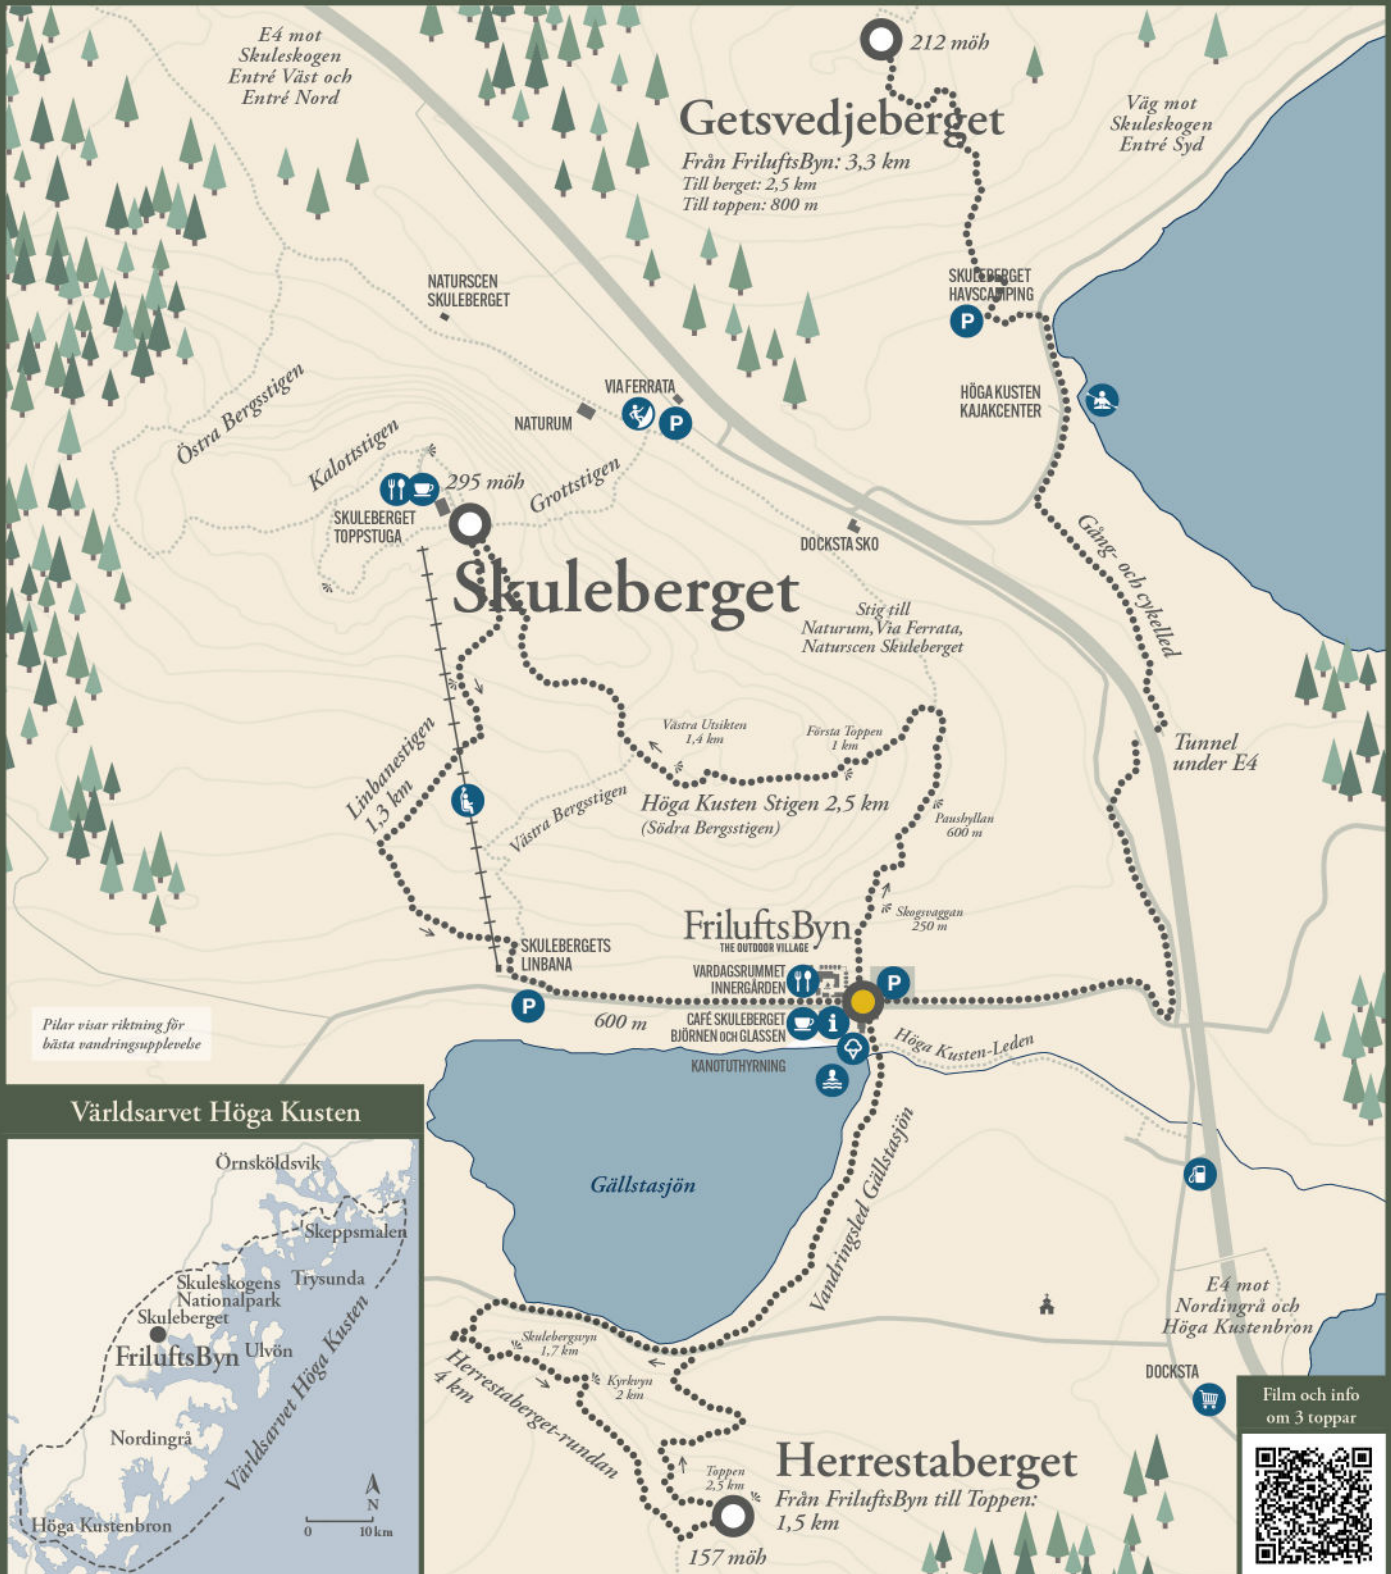 E4 mot
Skuleskogen
Entré Väst och
Entré Nord
212 möh
Getsvedjeberget
Från FriluftsByn: 3,3 km
Till berget: 2,5 km
Till toppen: 800 m
Väg mot
Skuleskogen
Entré Syd
NATURSCEN
SKULEBERGET
SKULEBERGET
HAVSCAMPING
P
VIA FERRATA
P
NATURUM
HÖGA KUSTEN
KAJAKCENTER
Östra Bergsstigen
Kalottstigen
295 möh
Grottstigen
SKULEBERGET
TOPPSTUGA
DOCKSTA SKO
Gång- och cykelled
Skuleberget
Stig till
Naturum, Via Ferrata,
Naturscen Skuleberget
Linbanestigen
1,3 km
Västra Utsikten
1,4 km
Första Toppen
1 km
Tunnel
under E4
Västra Bergsstigen
Höga Kusten Stigen 2,5 km
(Södra Bergsstigen)
Paushyllan
600 m
Skogsvaggan
250 m
FriluftsByn
THE OUTDOOR VILLAGE
SKULEBERGETS
LINBANA
VARDAGSRUMMET
INNERGÅRDEN
P
P
600 m
CAFÉ SKULEBERGET
BJÖRNEN OCH GLASSEN
i
KANOTUTHYRNING
Höga Kusten-Leden
Pilar visar riktning för
bästa vandringsupplevelse
Gällstasjön
Vandringsled Gällstasjön
Världsarvet Höga Kusten
Örnsköldsvik
Skeppsmalen
Skuleskogens
Nationalpark
Trysunda
Skuleberget
FriluftsByn
Ulvön
Världsarvet Höga Kusten
Nordingrå
N
0 10 km
Höga Kustenbron
Skulebergsvyn
1,7 km
Kyrkvyn
2 km
Herrestaberget-rundan
4 km
Toppen
2,5 km
Herrestaberget
Från FriluftsByn till Toppen:
1,5 km
157 möh
E4 mot
Nordingrå och
Höga Kustenbron
DOCKSTA
Film och info
om 3 toppar